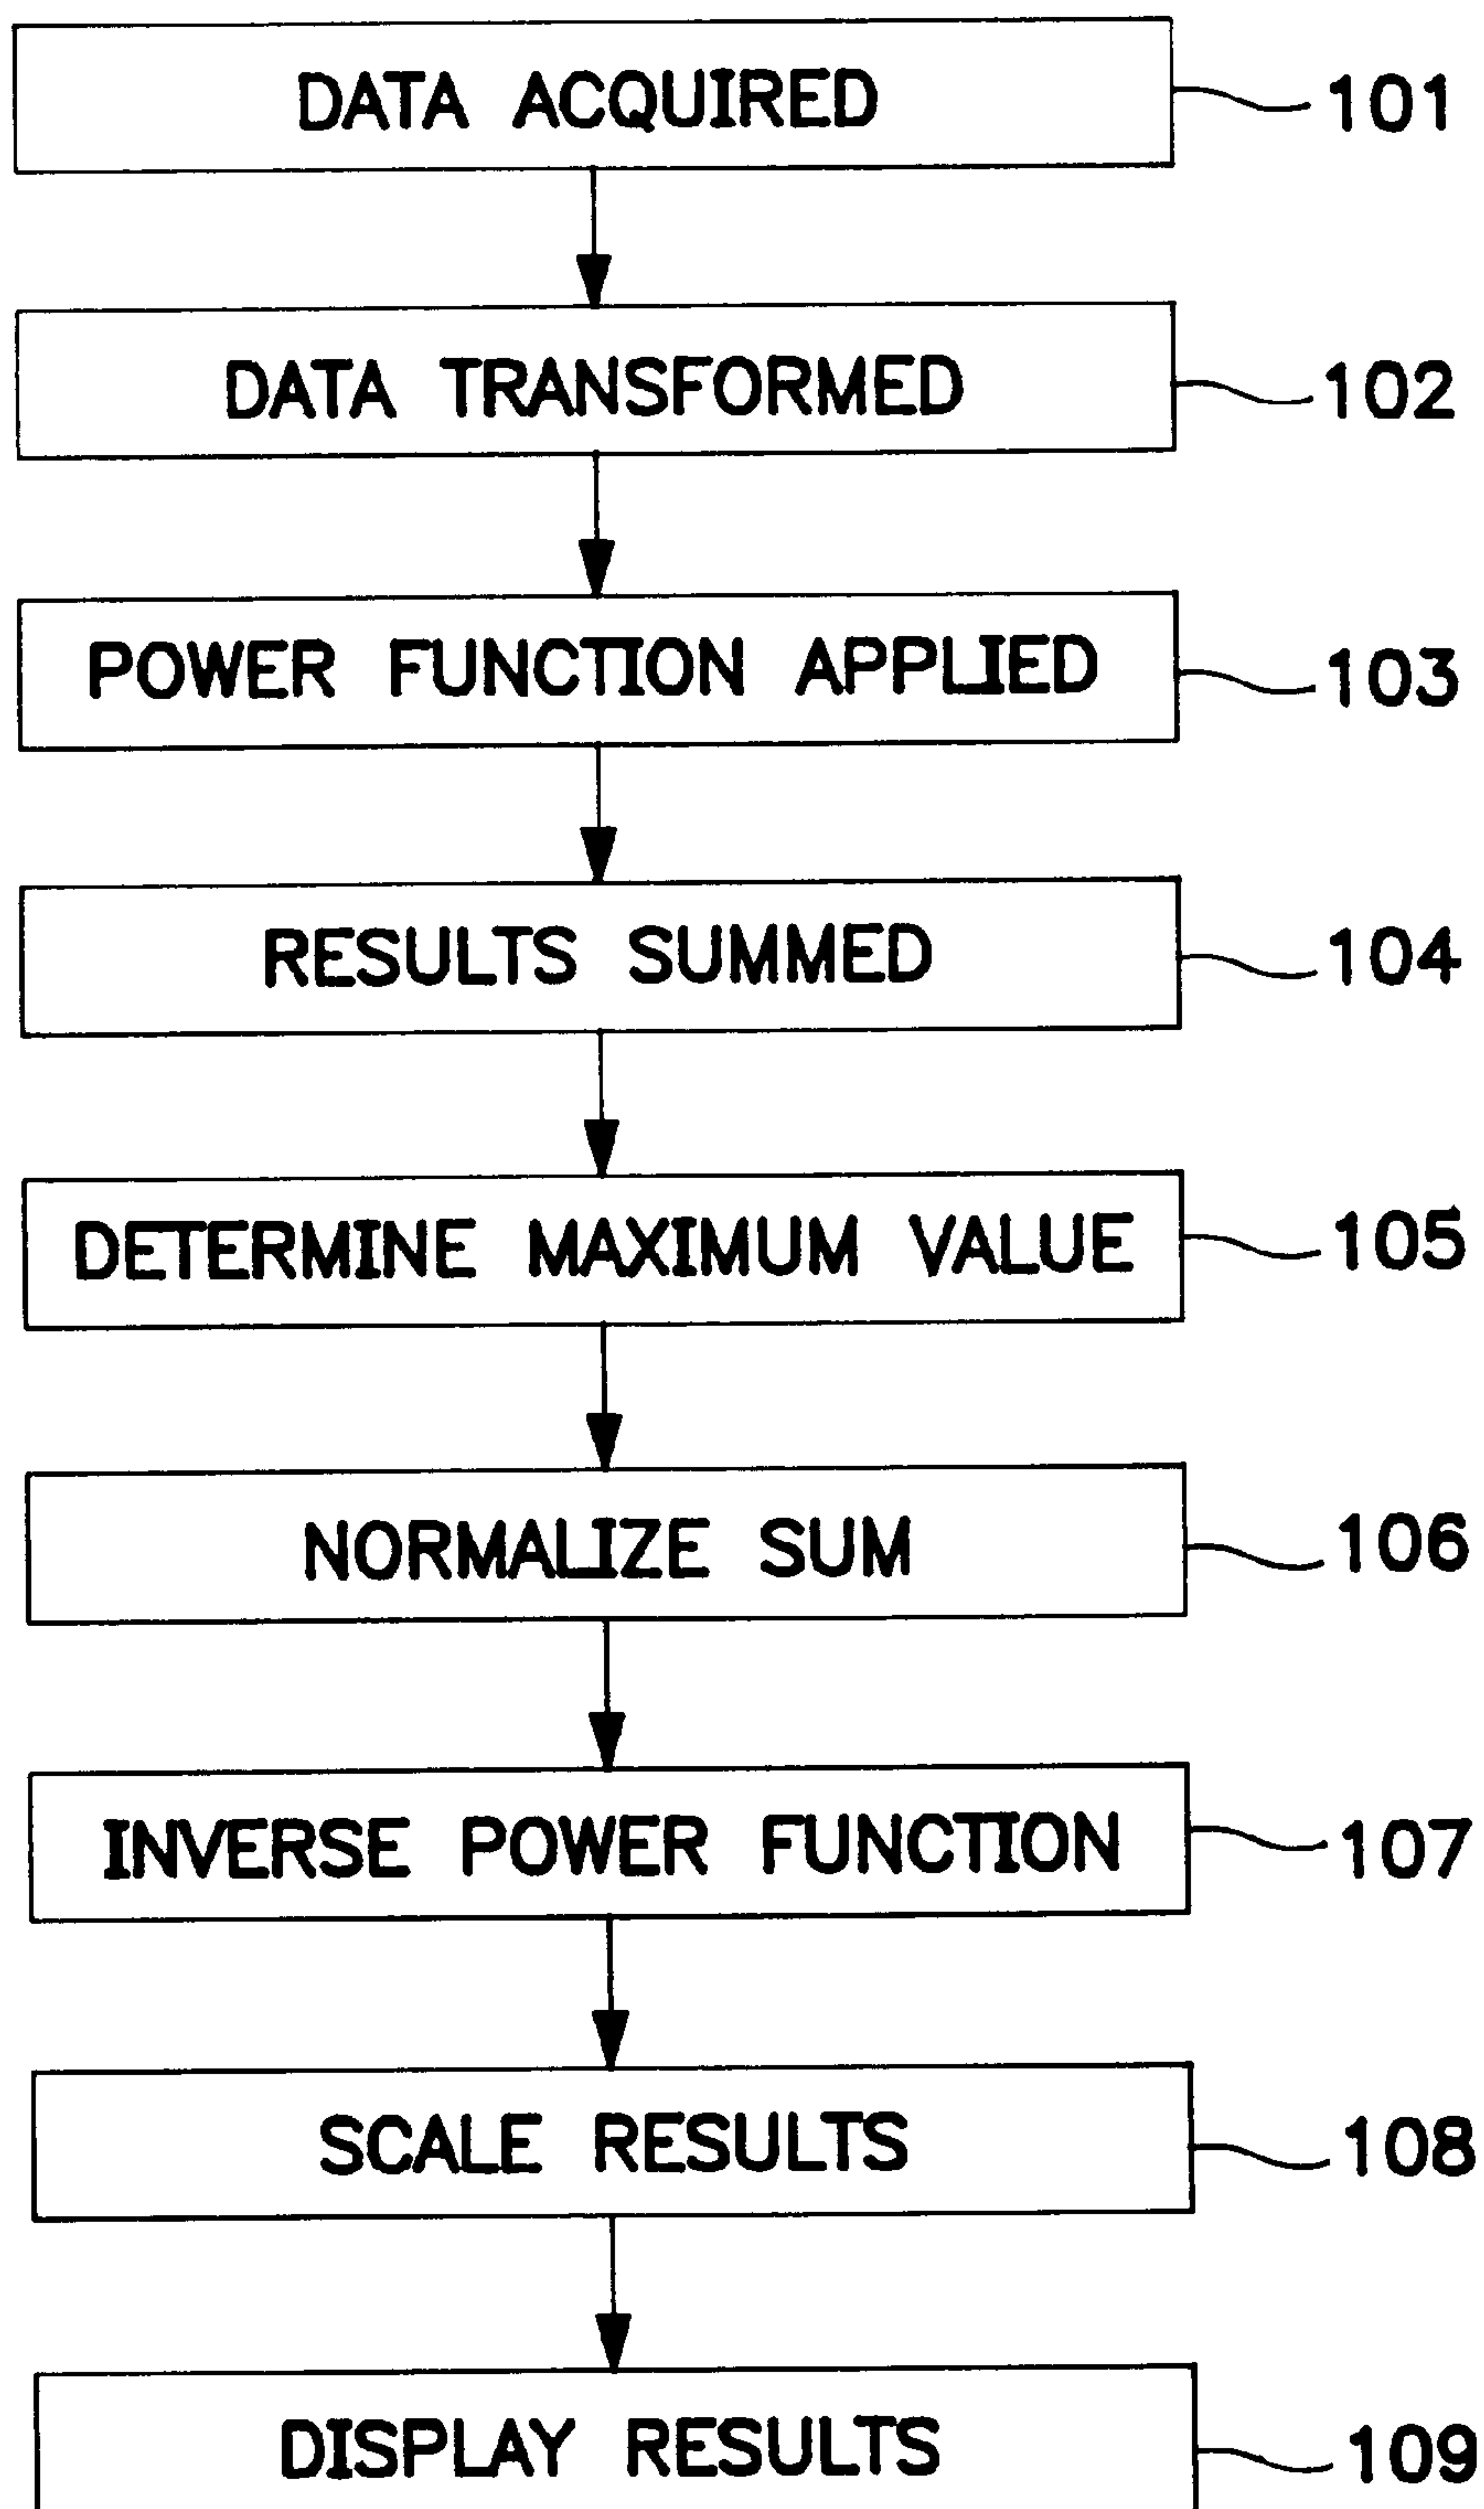 DATA ACQUIRED 101
DATA TRANSFORMED 102
POWER FUNCTION APPLIED 103
RESULTS SUMMED 104
DETERMINE MAXIMUM VALUE 105
NORMALIZE SUM 106
INVERSE POWER FUNCTION 107
SCALE RESULTS 108
DISPLAY RESULTS 109